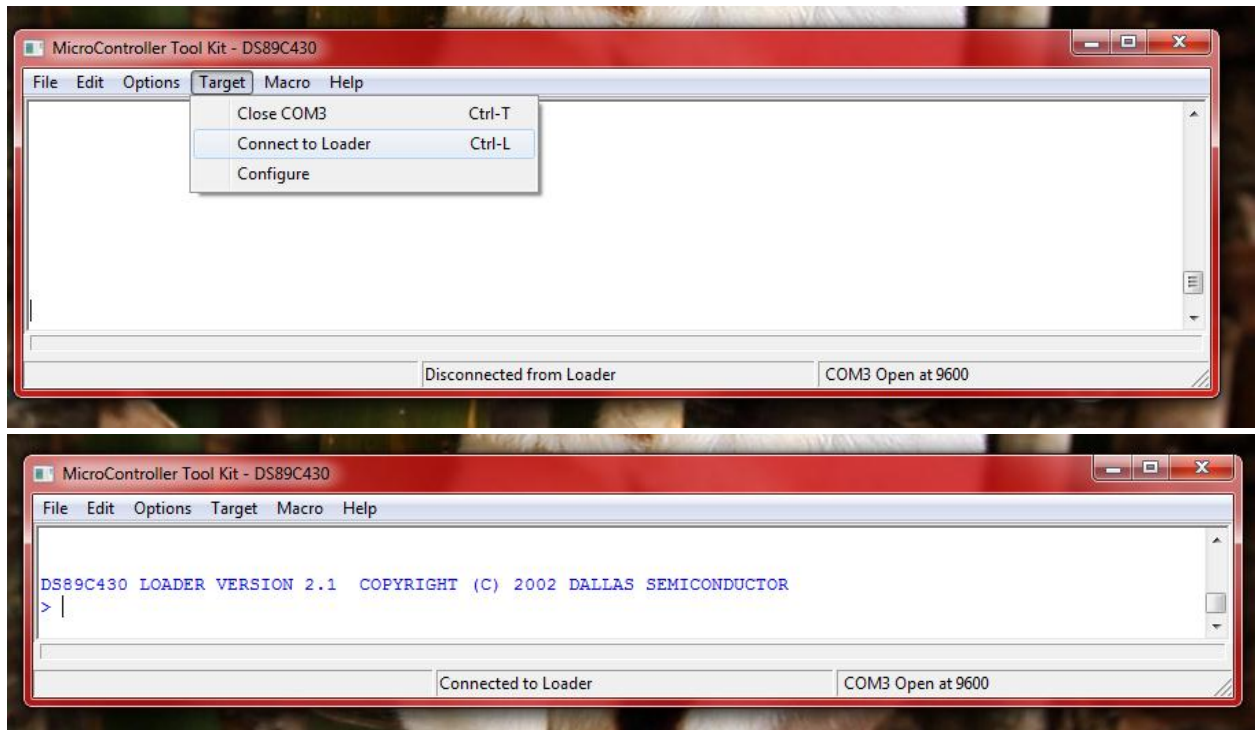 MicroController Tool Kit - DS89C430
File Edit Options Target Macro Help
Close COM3 Ctrl-T
Connect to Loader Ctrl-L
Configure
Disconnected from Loader COM3 Open at 9600
MicroController Tool Kit - DS89C430
File Edit Options Target Macro Help
DS89C430 LOADER VERSION 2.1 COPYRIGHT (C) 2002 DALLAS SEMICONDUCTOR
>
Connected to Loader COM3 Open at 9600